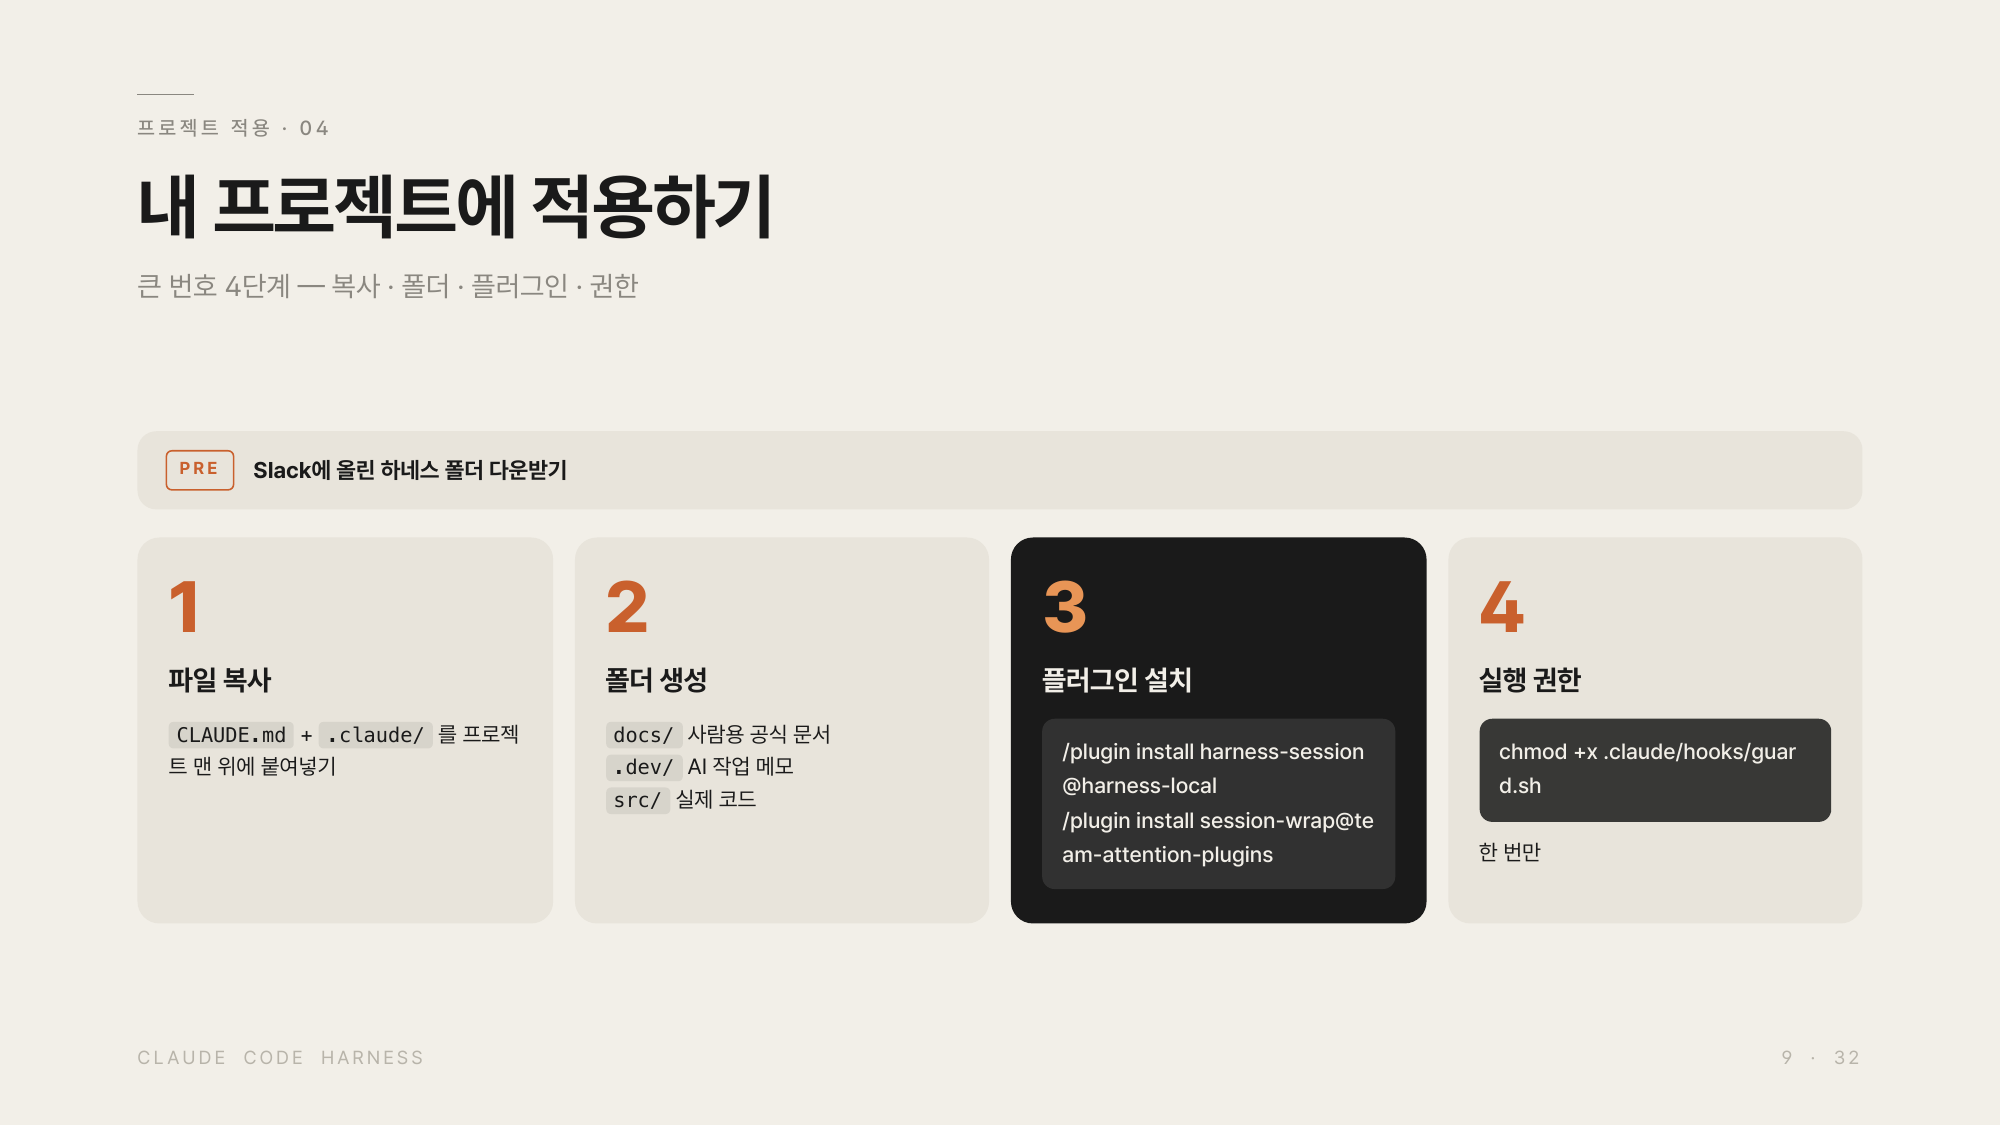 프로젝트 적용 · 04
내 프로젝트에 적용하기
큰 번호 4단계 — 복사 · 폴더 · 플러그인 · 권한
PRE Slack에 올린 하네스 폴더 다운받기
1
파일 복사
CLAUDE.md + .claude/ 를 프로젝
트 맨 위에 붙여넣기
2
폴더 생성
docs/ 사람용 공식 문서
.dev/ AI 작업 메모
src/ 실제 코드
3
플러그인 설치
/plugin install harness-session
@harness-local
/plugin install session-wrap@te
am-attention-plugins
4
실행 권한
chmod +x .claude/hooks/guar
d.sh
한 번만
CLAUDE CODE HARNESS
9 · 32